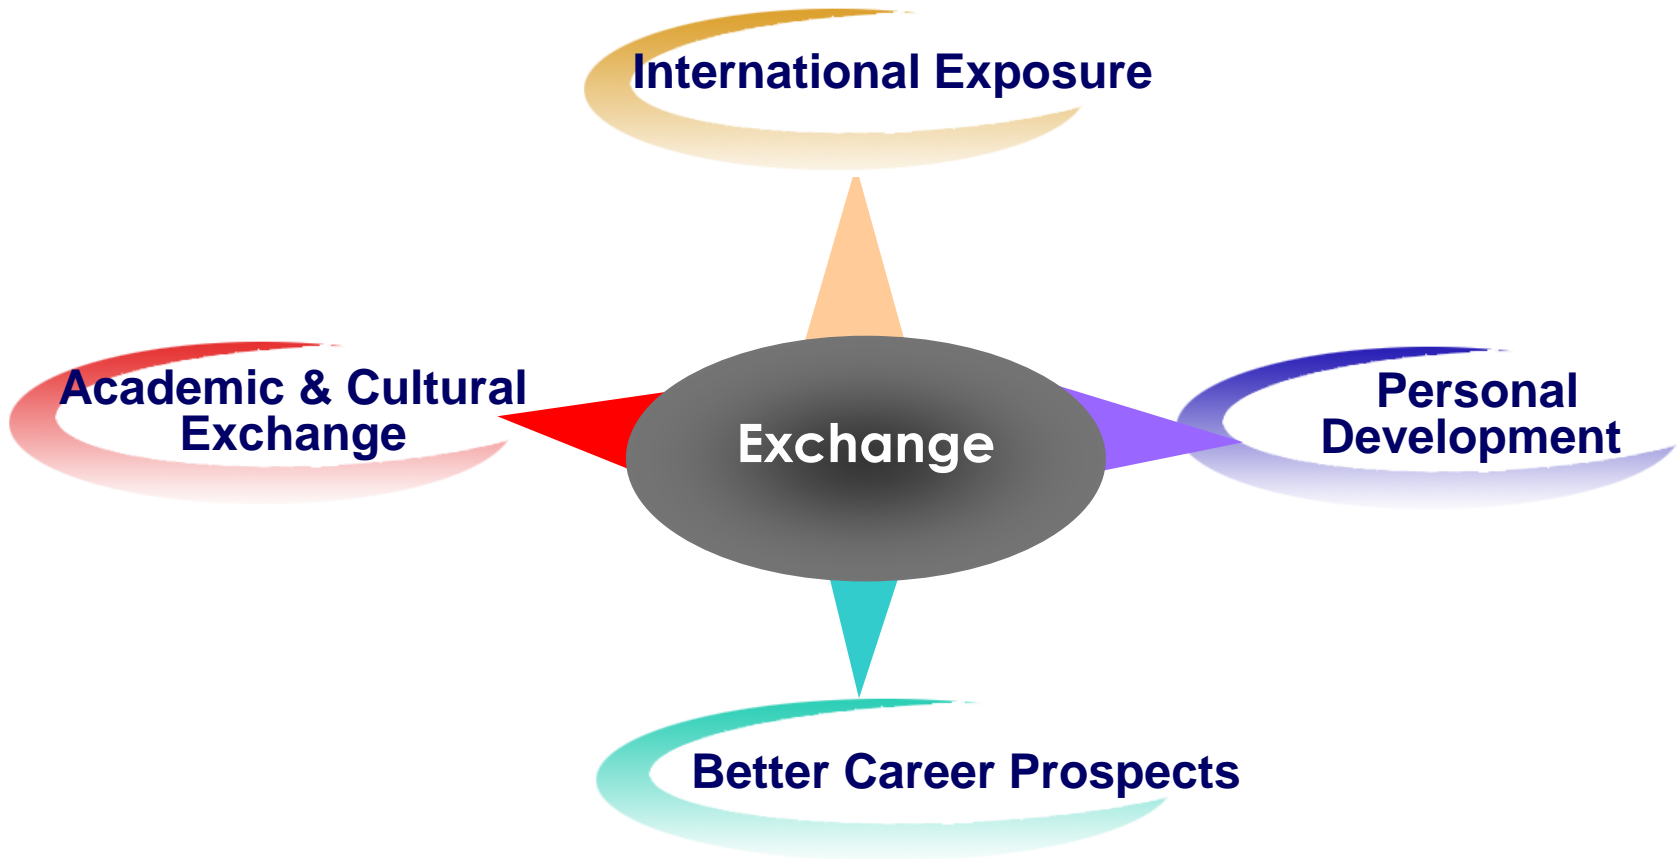 International Exposure
Academic & Cultural
Exchange
Exchange
Personal
Development
Better Career Prospects